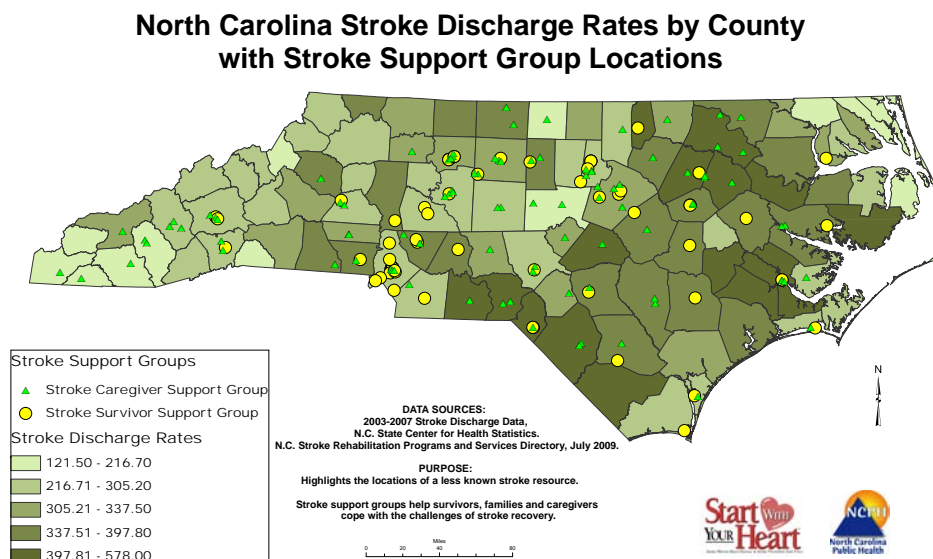 North Carolina Stroke Discharge Rates by County
with Stroke Support Group Locations
Stroke Support Groups
Stroke Caregiver Support Group
Stroke Survivor Support Group
Stroke Discharge Rates
121.50 - 216.70
216.71 - 305.20
305.21 - 337.50
337.51 - 397.80
397.81 - 578.00
DATA SOURCES:
2003-2007 Stroke Discharge Data,
N.C. State Center for Health Statistics.
N.C. Stroke Rehabilitation Programs and Services Directory, July 2009.
PURPOSE:
Highlights the locations of a less known stroke resource.
Stroke support groups help survivors, families and caregivers
cope with the challenges of stroke recovery.
Miles
0 20 40 80
N
Start With
YOUR Heart
NCPH
North Carolina
Public Health